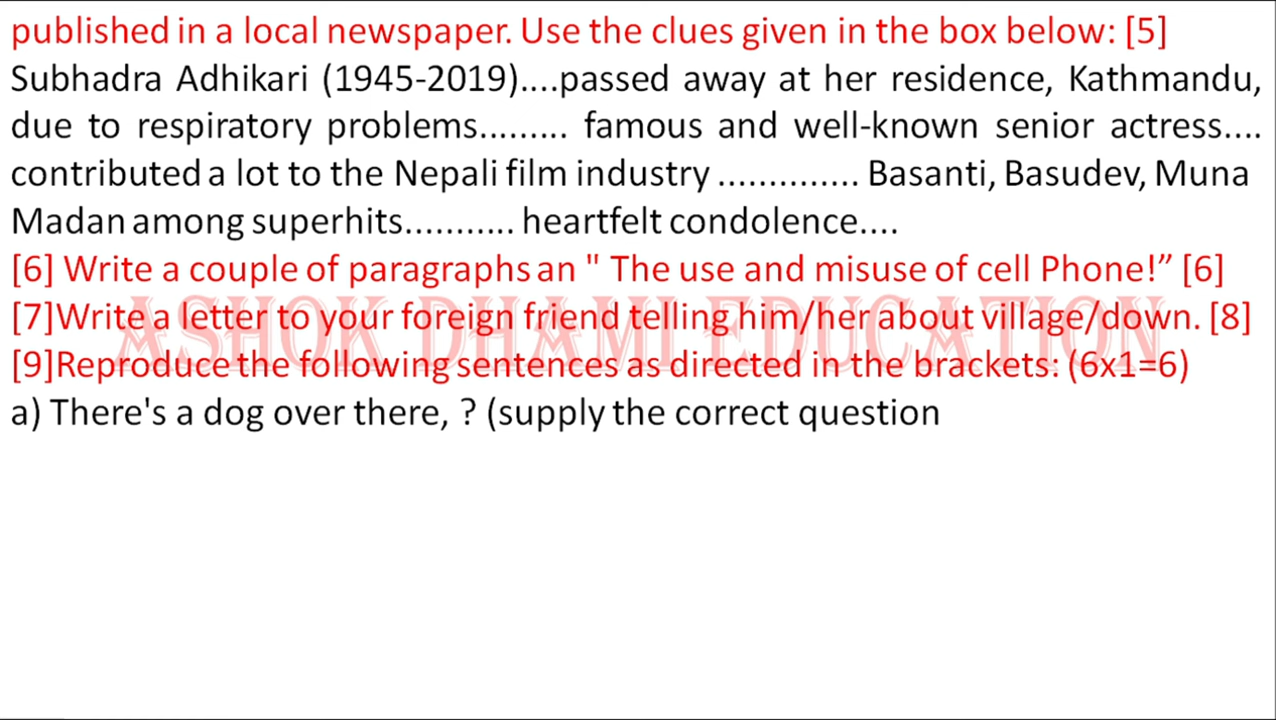 published in a local newspaper. Use the clues given in the box below: [5]
Subhadra Adhikari (1945-2019)....passed away at her residence, Kathmandu,
due to respiratory problems......... famous and well-known senior actress....
contributed a lot to the Nepali film industry .............. Basanti, Basudev, Muna
Madan among superhits........... heartfelt condolence....
[6] Write a couple of paragraphs an " The use and misuse of cell Phone!” [6]
ASHOK DHAMI EDUCATION
[7]Write a letter to your foreign friend telling him/her about village/down. [8]
[9]Reproduce the following sentences as directed in the brackets: (6x1=6)
a) There's a dog over there, ? (supply the correct question